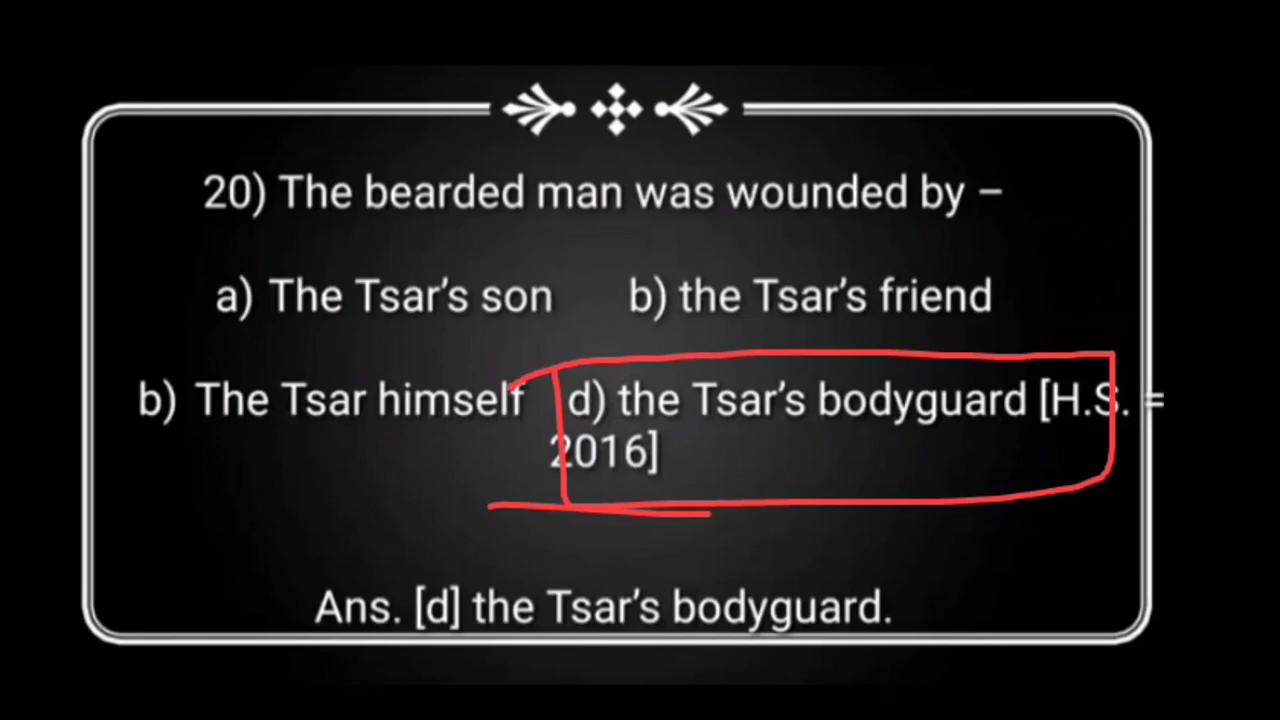 20) The bearded man was wounded by –
a) The Tsar’s son b) the Tsar’s friend
b) The Tsar himself d) the Tsar’s bodyguard [H.S. =
2016]
Ans. [d] the Tsar’s bodyguard.